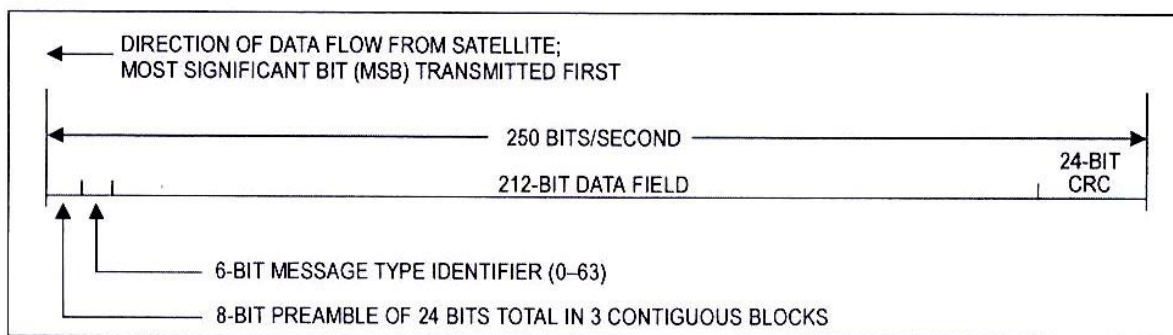 DIRECTION OF DATA FLOW FROM SATELLITE;
MOST SIGNIFICANT BIT (MSB) TRANSMITTED FIRST
250 BITS/SECOND
24-BIT
CRC
212-BIT DATA FIELD
6-BIT MESSAGE TYPE IDENTIFIER (0–63)
8-BIT PREAMBLE OF 24 BITS TOTAL IN 3 CONTIGUOUS BLOCKS